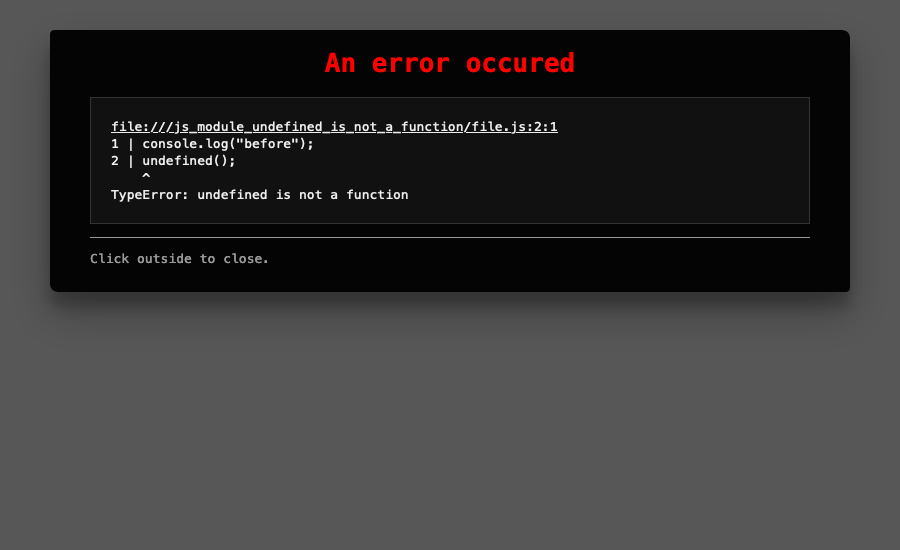 An error occured
file:///js_module_undefined_is_not_a_function/file.js:2:1
1 | console.log("before");
2 | undefined();
    ^
TypeError: undefined is not a function
Click outside to close.